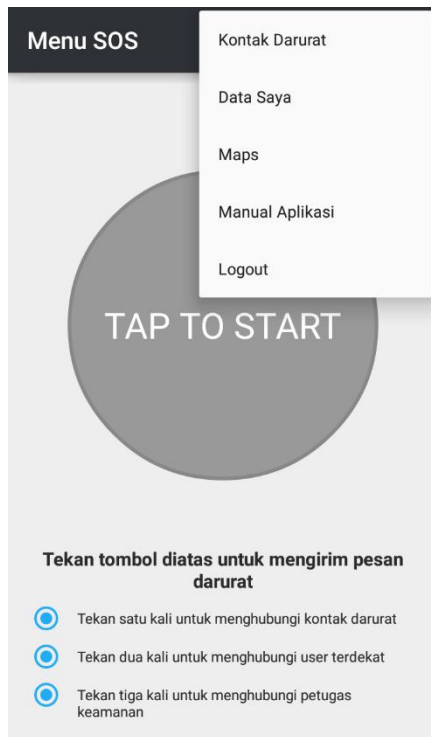 Menu SOS
Kontak Darurat
Data Saya
Maps
Manual Aplikasi
Logout
TAP TO START
Tekan tombol diatas untuk mengirim pesan
darurat
Tekan satu kali untuk menghubungi kontak darurat
Tekan dua kali untuk menghubungi user terdekat
Tekan tiga kali untuk menghubungi petugas
keamanan